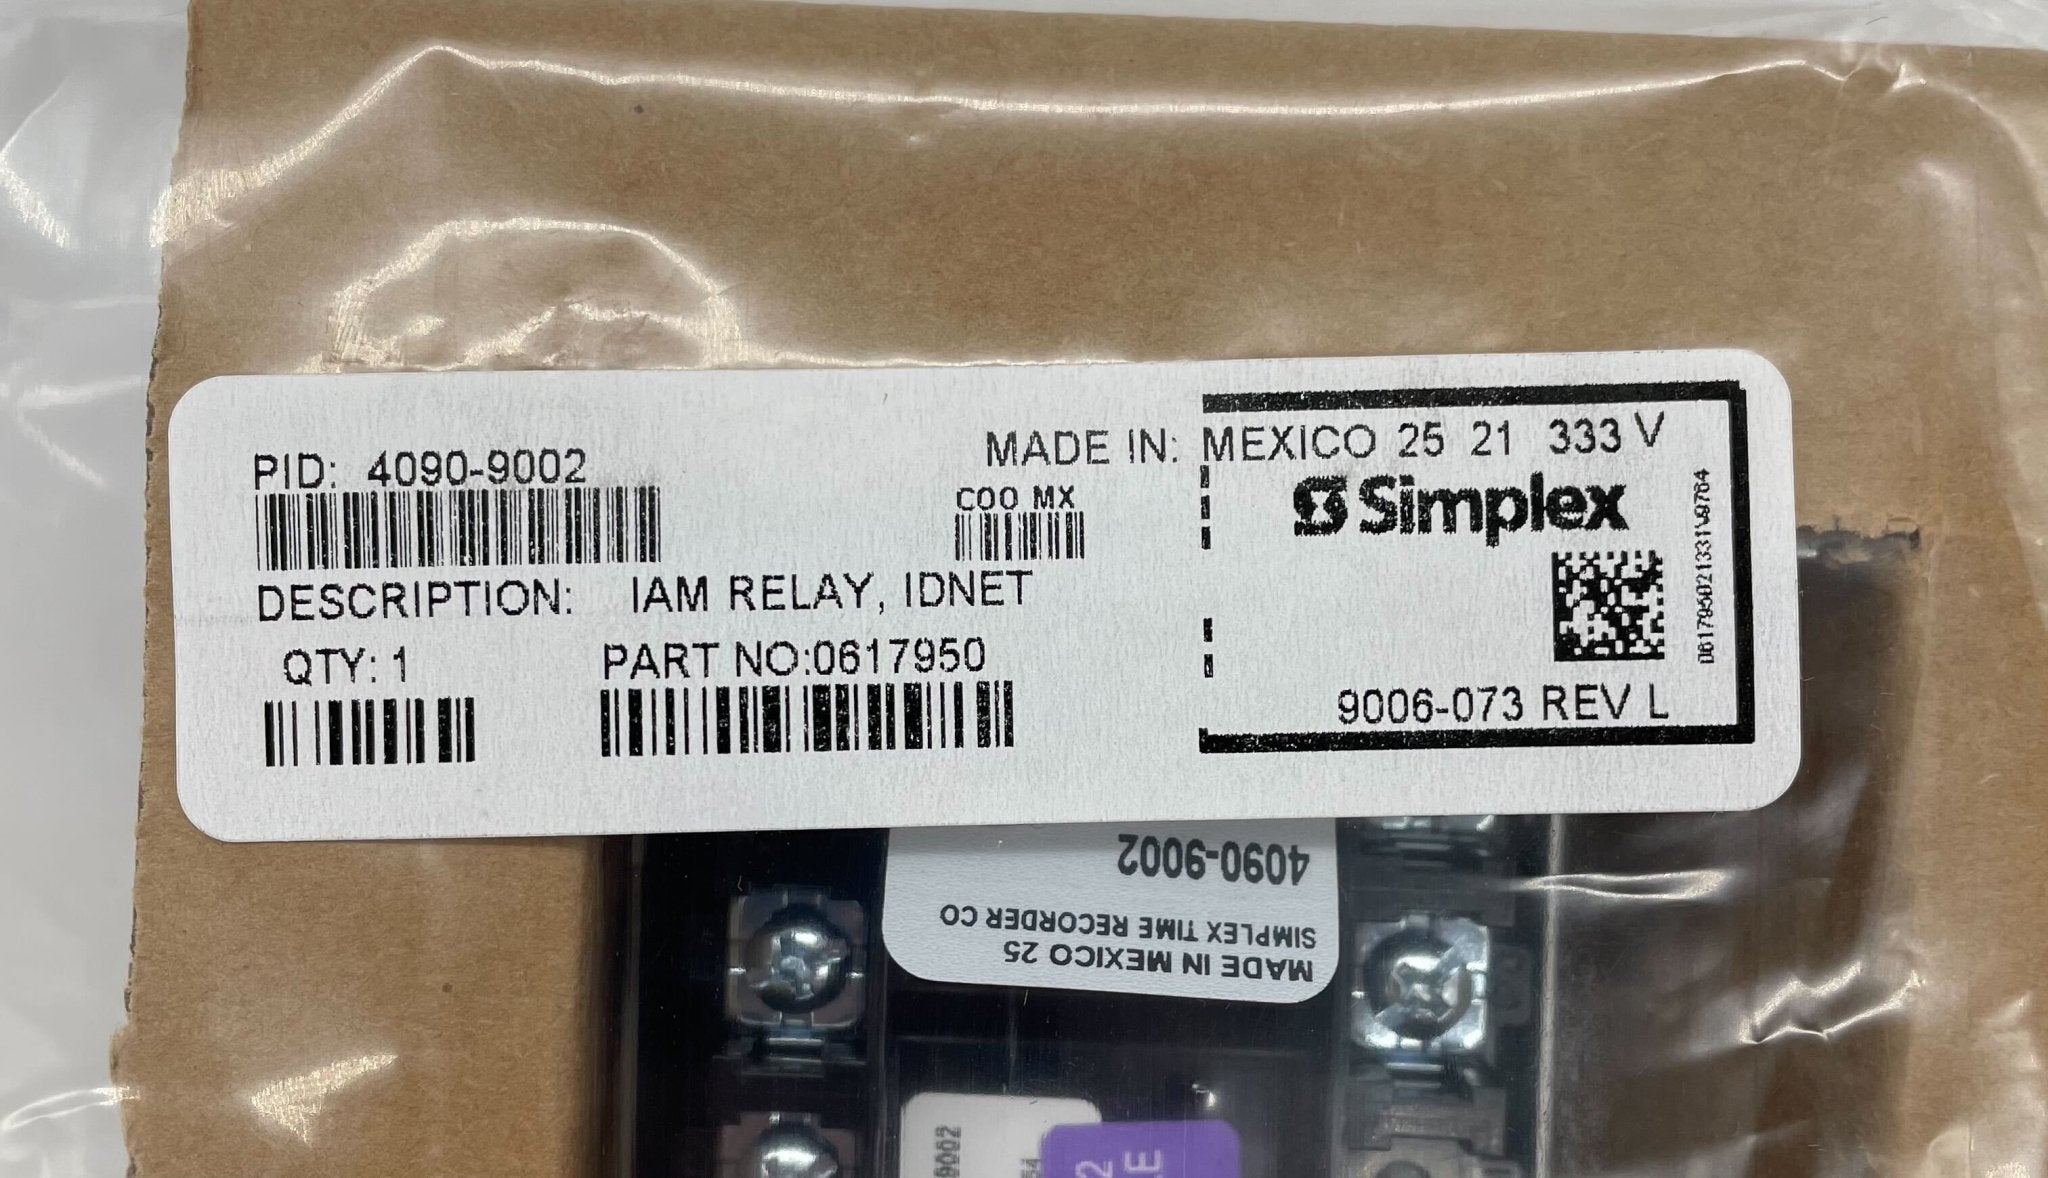 PID: 4090-9002
MADE IN: MEXICO 25 21 333 V
COO MX
Simplex
DESCRIPTION: IAM RELAY, IDNET
QTY: 1
PART NO:0617950
9006-073 REV L
4090-9002
SIMPLEX TIME RECORDER CO
MADE IN MEXICO 25
9002